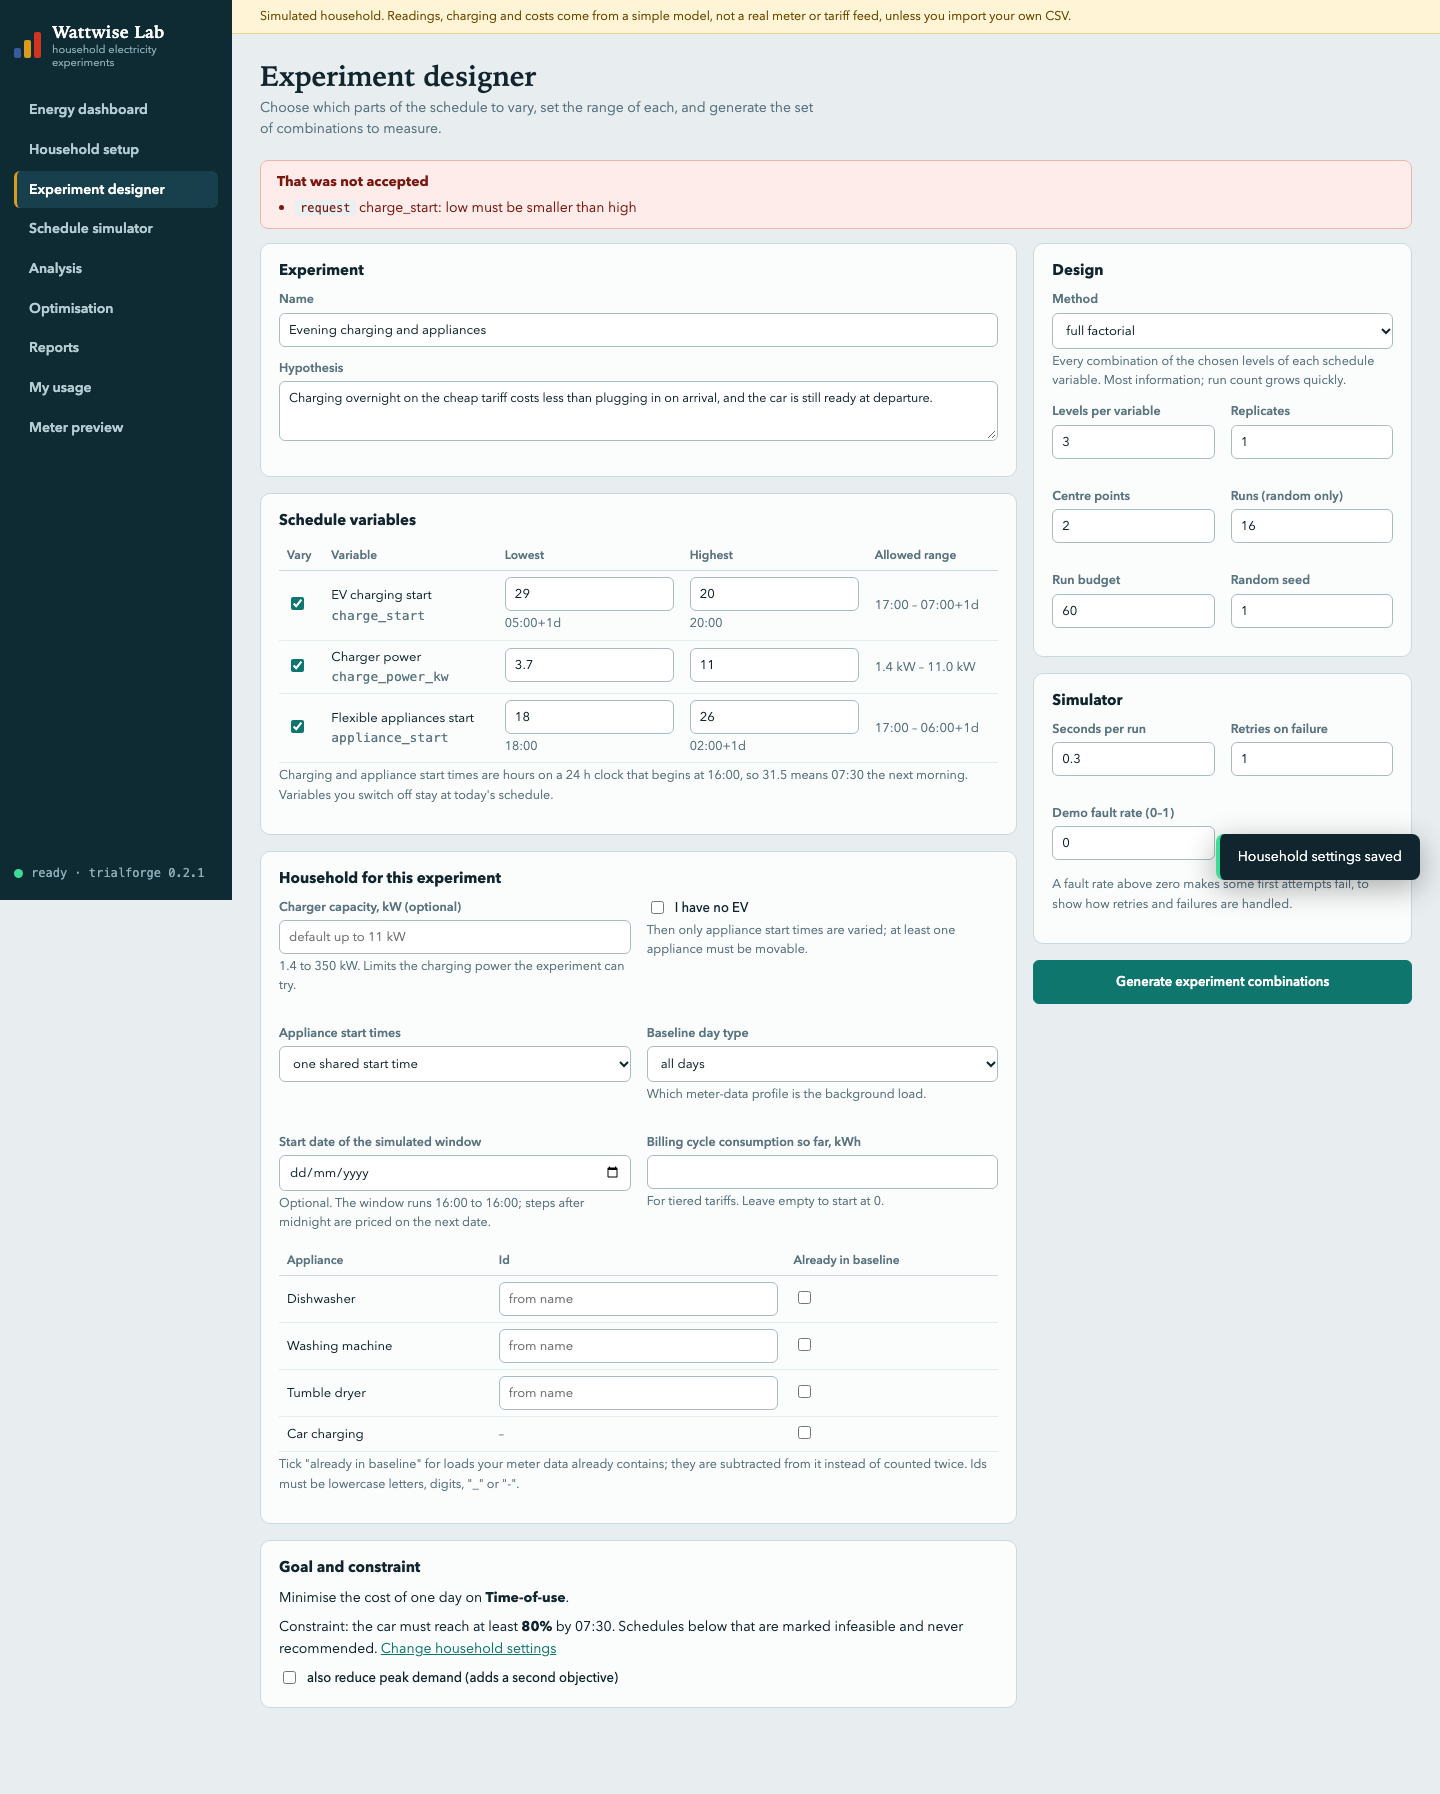 Simulated household. Readings, charging and costs come from a simple model, not a real meter or tariff feed, unless you import your own CSV.
Wattwise Lab
household electricity
experiments
Energy dashboard
Household setup
Experiment designer
Schedule simulator
Analysis
Optimisation
Reports
My usage
Meter preview
ready · trialforge 0.2.1
Experiment designer
Choose which parts of the schedule to vary, set the range of each, and generate the set
of combinations to measure.
That was not accepted
• request charge_start: low must be smaller than high
Experiment
Name
Evening charging and appliances
Hypothesis
Charging overnight on the cheap tariff costs less than plugging in on arrival, and the car is still ready at departure.
Schedule variables
Vary Variable Lowest Highest Allowed range
EV charging start 29 20
charge_start 05:00+1d 20:00 17:00 – 07:00+1d
Charger power 3.7 11 1.4 kW – 11.0 kW
charge_power_kw
Flexible appliances start 18 26
appliance_start 18:00 02:00+1d 17:00 – 06:00+1d
Charging and appliance start times are hours on a 24 h clock that begins at 16:00, so 31.5 means 07:30 the next morning.
Variables you switch off stay at today's schedule.
Household for this experiment
Charger capacity, kW (optional)
default up to 11 kW
1.4 to 350 kW. Limits the charging power the experiment can
try.
I have no EV
Then only appliance start times are varied; at least one
appliance must be movable.
Appliance start times
one shared start time
Baseline day type
all days
Which meter-data profile is the background load.
Start date of the simulated window
dd/mm/yyyy
Optional. The window runs 16:00 to 16:00; steps after
midnight are priced on the next date.
Billing cycle consumption so far, kWh
For tiered tariffs. Leave empty to start at 0.
Appliance Id Already in baseline
Dishwasher from name
Washing machine from name
Tumble dryer from name
Car charging –
Tick "already in baseline" for loads your meter data already contains; they are subtracted from it instead of counted twice. Ids
must be lowercase letters, digits, "_" or "-".
Goal and constraint
Minimise the cost of one day on Time-of-use.
Constraint: the car must reach at least 80% by 07:30. Schedules below that are marked infeasible and never
recommended. Change household settings
also reduce peak demand (adds a second objective)
Design
Method
full factorial
Every combination of the chosen levels of each schedule
variable. Most information; run count grows quickly.
Levels per variable Replicates
3 1
Centre points Runs (random only)
2 16
Run budget Random seed
60 1
Simulator
Seconds per run Retries on failure
0.3 1
Demo fault rate (0–1)
0
Household settings saved
A fault rate above zero makes some first attempts fail, to
show how retries and failures are handled.
Generate experiment combinations